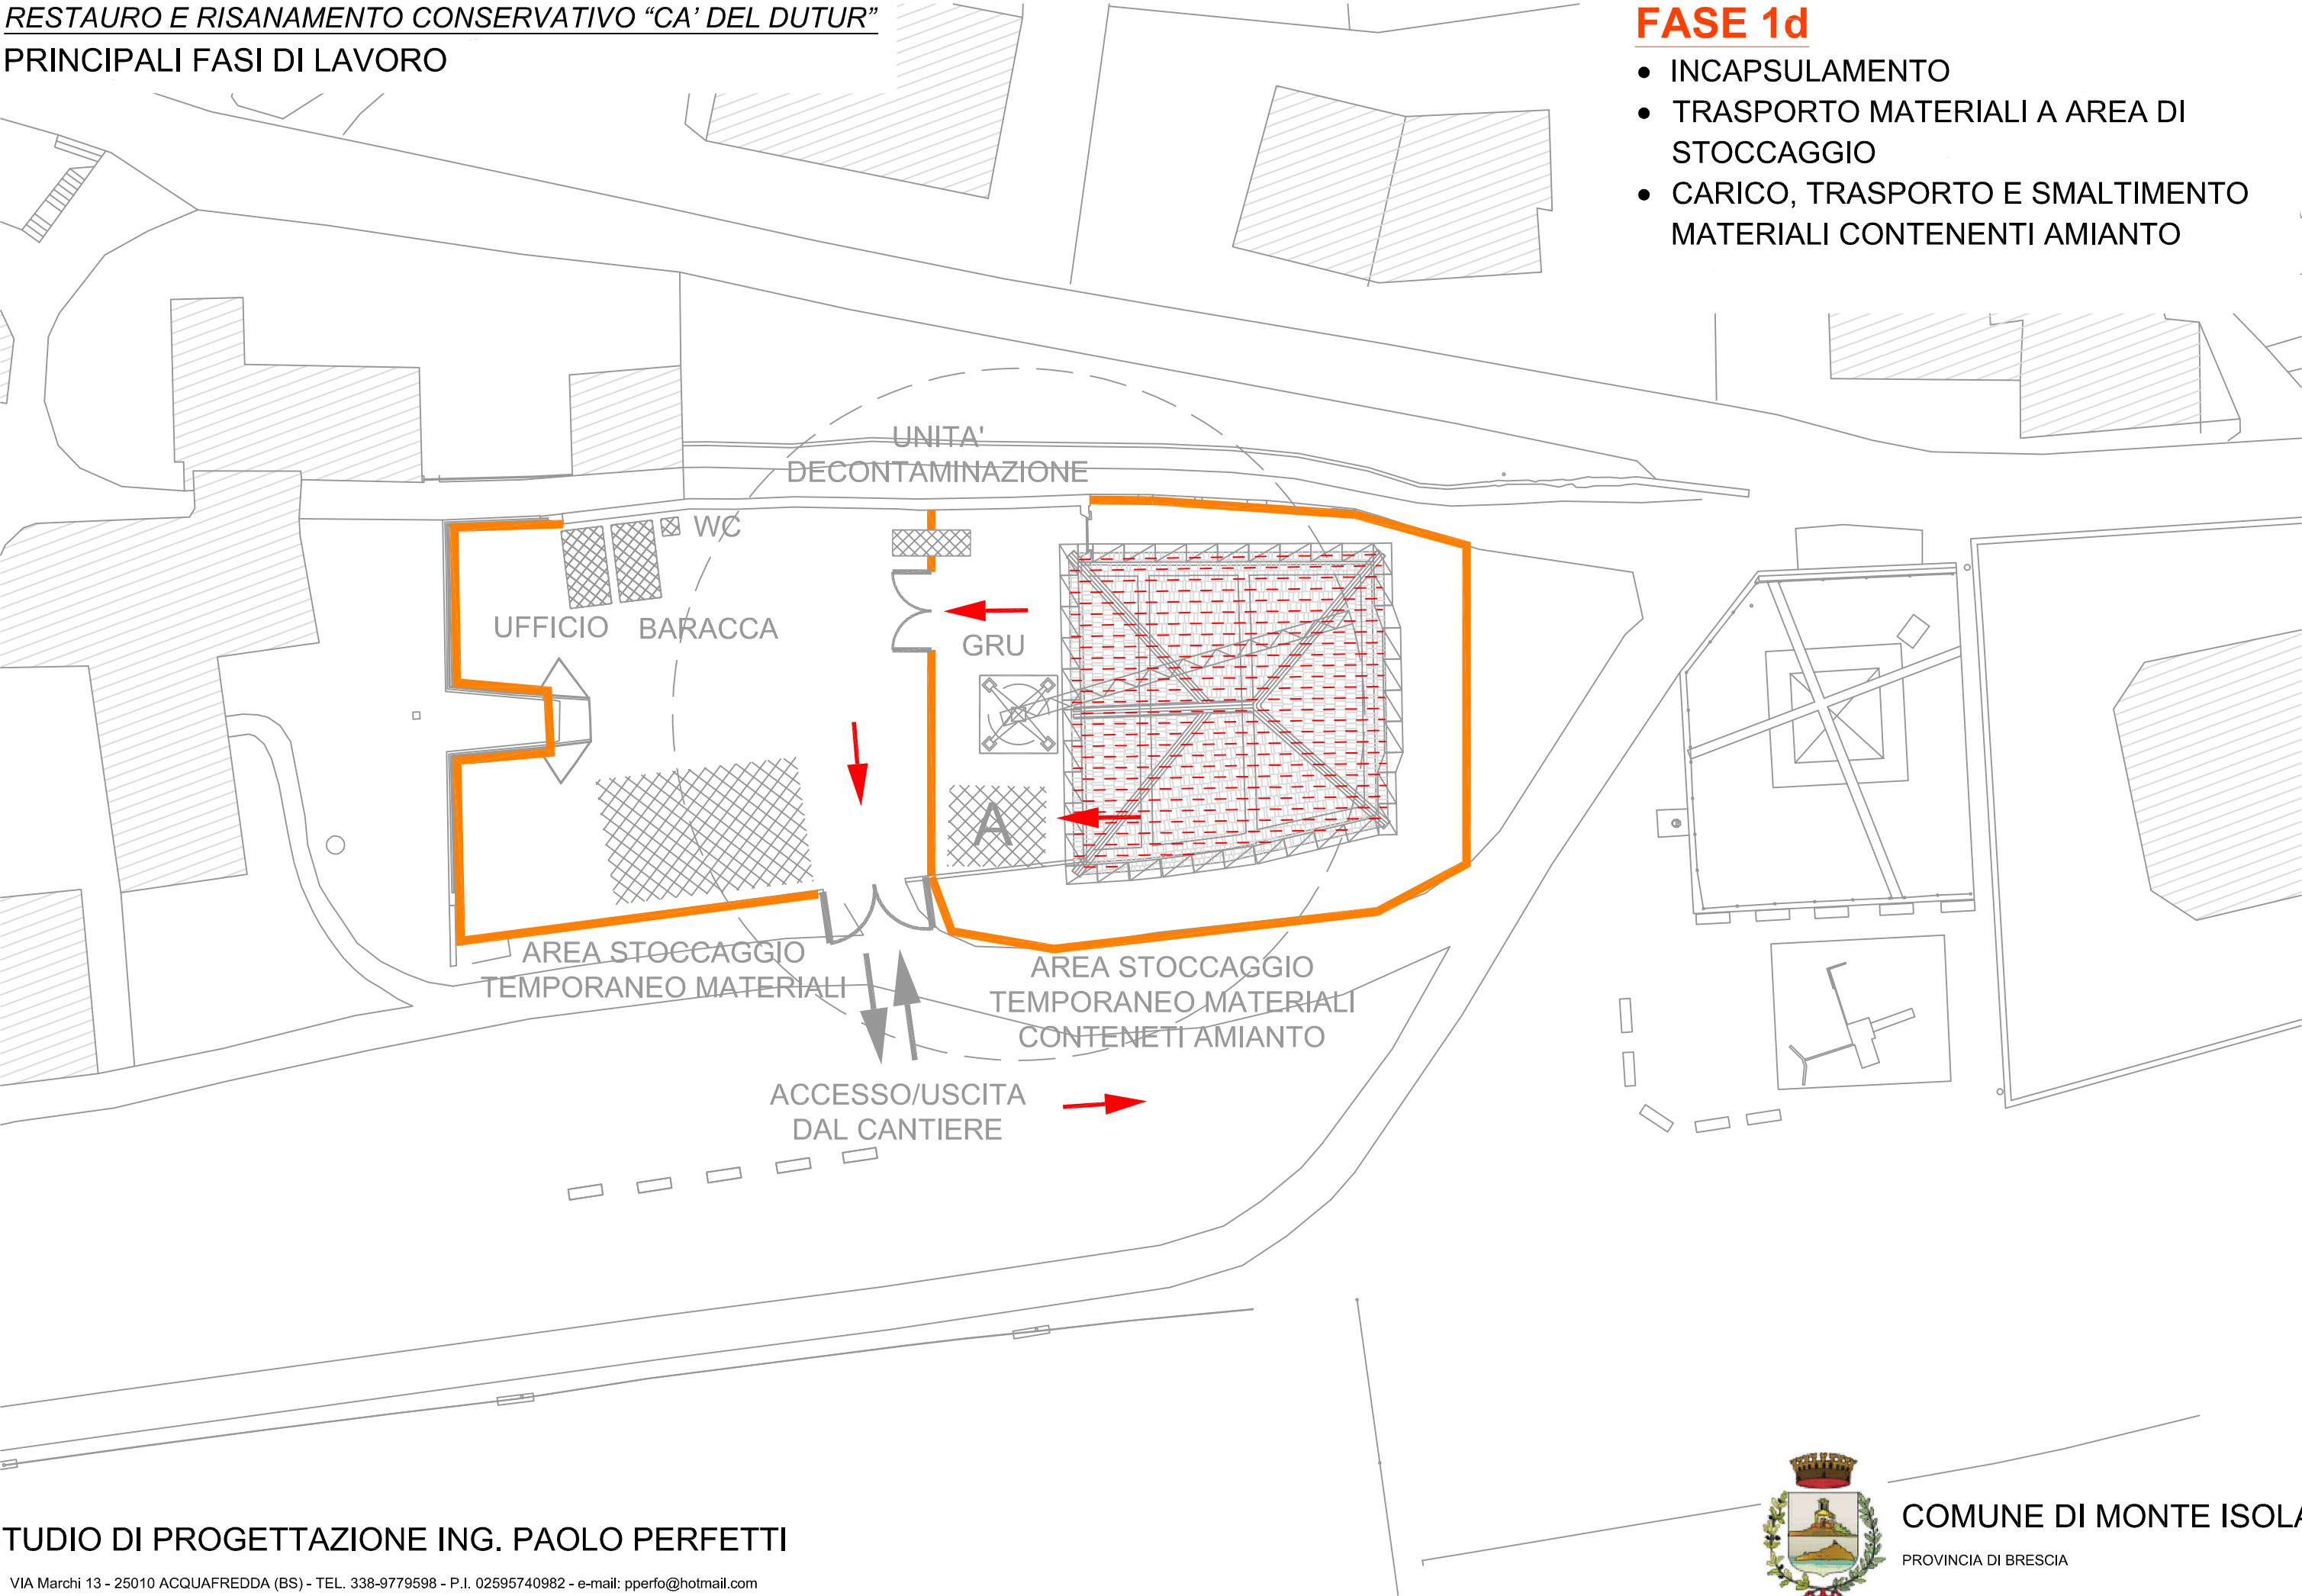 RESTAURO E RISANAMENTO CONSERVATIVO “CA’ DEL DUTUR”
PRINCIPALI FASI DI LAVORO
FASE 1d
• INCAPSULAMENTO
• TRASPORTO MATERIALI A AREA DI
STOCCAGGIO
• CARICO, TRASPORTO E SMALTIMENTO
MATERIALI CONTENENTI AMIANTO
UNITA'
DECONTAMINAZIONE
WC
UFFICIO
BARACCA
GRU
A
AREA STOCCAGGIO
TEMPORANEO MATERIALI
AREA STOCCAGGIO
TEMPORANEO MATERIALI
CONTENETI AMIANTO
ACCESSO/USCITA
DAL CANTIERE
TUDIO DI PROGETTAZIONE ING. PAOLO PERFETTI
VIA Marchi 13 - 25010 ACQUAFREDDA (BS) - TEL. 338-9779598 - P.I. 02595740982 - e-mail: pperfo@hotmail.com
COMUNE DI MONTE ISOLA
PROVINCIA DI BRESCIA